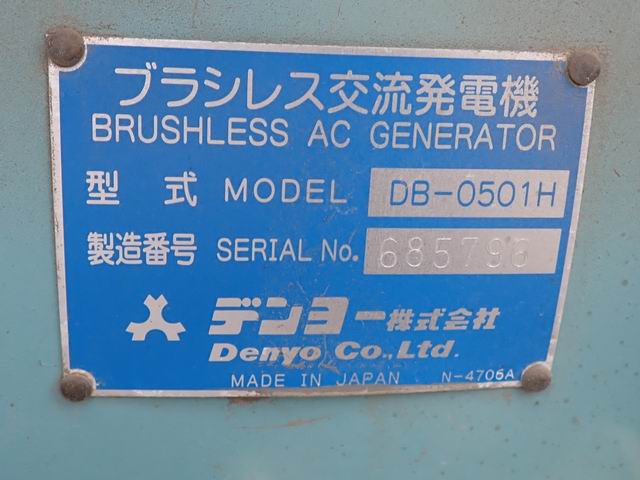 ブラシレス交流発電機
BRUSHLESS AC GENERATOR
型式 MODEL DB-0501H
製造番号 SERIAL No. 685796
デンヨー株式会社
Denyo Co.,Ltd.
MADE IN JAPAN N-4706A